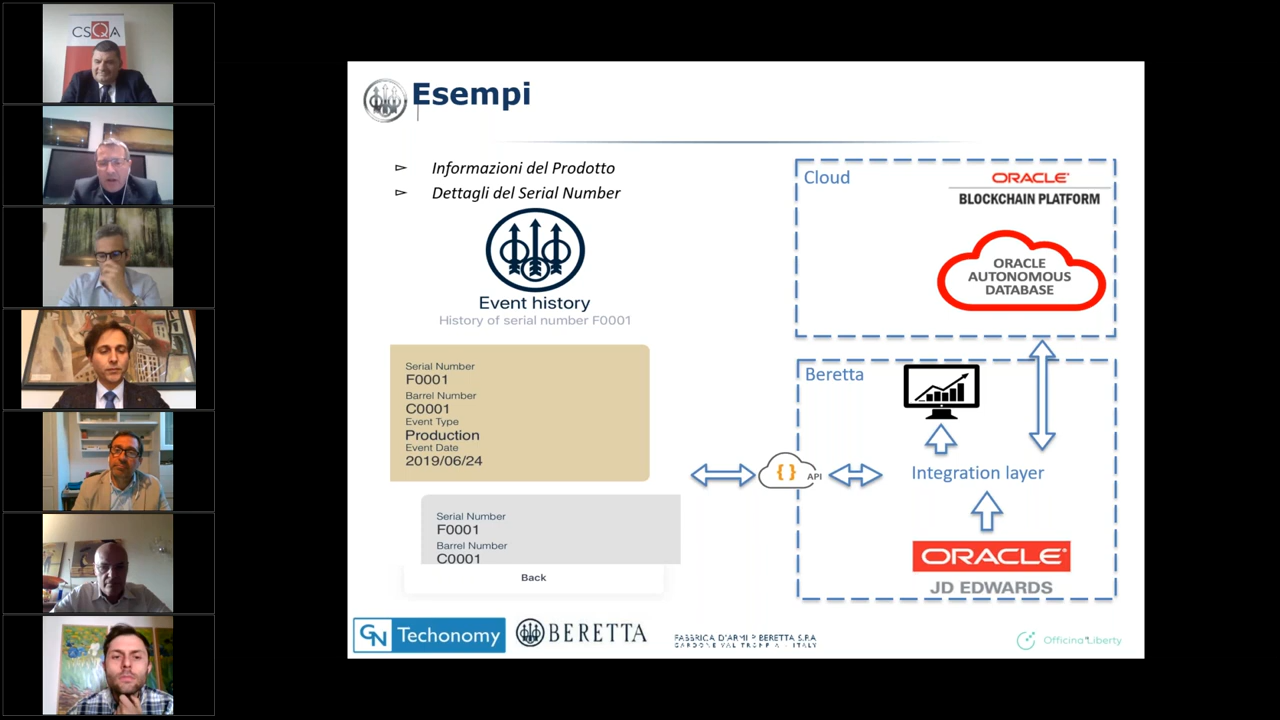 CSQA
Esempi
Informazioni del Prodotto
Dettagli del Serial Number
Event history
History of serial number F0001
Serial Number
F0001
Barrel Number
C0001
Event Type
Production
Event Date
2019/06/24
Serial Number
F0001
Barrel Number
C0001
Back
Cloud
ORACLE®
BLOCKCHAIN PLATFORM
ORACLE
AUTONOMOUS
DATABASE
Beretta
{ } API
Integration layer
ORACLE®
JD EDWARDS
GN Techonomy
BERETTA
FABBRICA D'ARMI P BERETTA S.P.A
GARDONE VAL TROMPIA - ITALY
Officina Liberty